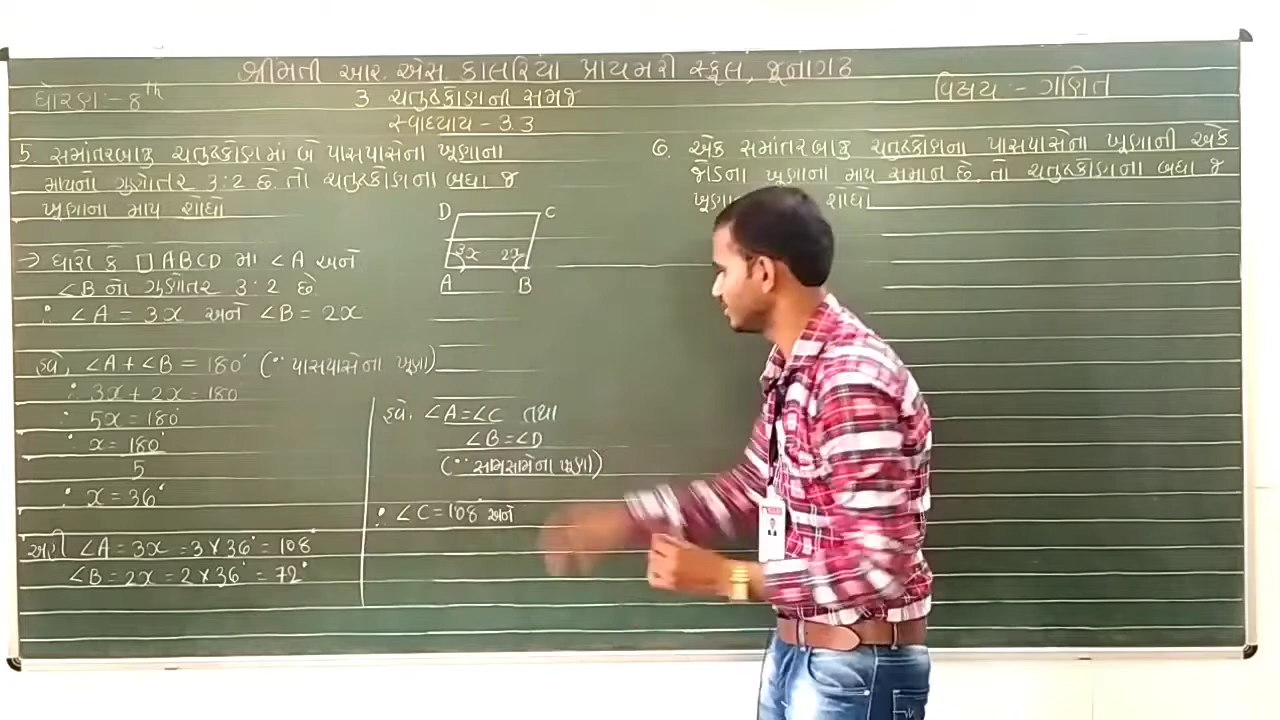 શ્રીમતી આર. એસ. કાલરિયા પ્રાયમરી સ્કૂલ, જૂનાગઢ
ધોરણ:- 8th
3 ચતુષ્કોણની સમજ
વિષય :- ગણિત
સ્વાધ્યાય - 3.3
5. સમાંતરબાજુ ચતુષ્કોણમાં બે પાસપાસેના ખૂણાના
માપનો ગુણોતર 3:2 છે. તો ચતુષ્કોણના બધા જ
ખૂણાના માપ શોધો
D C
3x 2x
A B
→ ધારો કે □ABCD માં ∠A અને
∠B નો ગુણોતર 3:2 છે
∴ ∠A = 3x અને ∠B = 2x
હવે, ∠A+∠B = 180° (∵ પાસપાસેના ખૂણા)
∴ 3x + 2x = 180
∴ 5x = 180°
∴ x = 180°
5
∴ x = 36°
આથી ∠A = 3x = 3 × 36° = 108°
∠B = 2x = 2 × 36° = 72°
હવે, ∠A=∠C તથા
∠B=∠D
(∵ સામસામેના ખૂણા)
∴ ∠C = 108° અને
6. એક સમાંતરબાજુ ચતુષ્કોણના પાસપાસેના ખૂણાની એક
જોડના ખૂણાના માપ સમાન છે. તો ચતુષ્કોણના બધા જ
શોધો